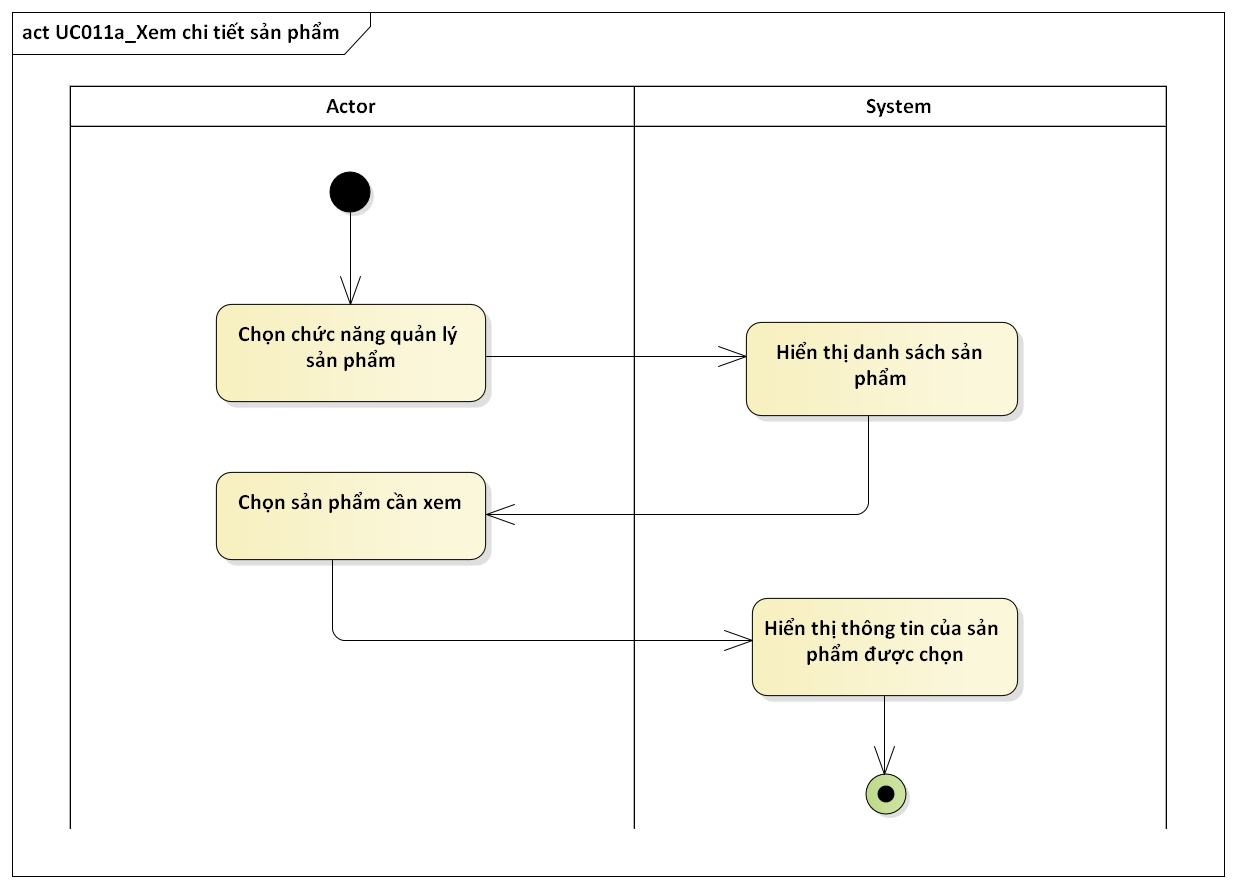 act UC011a_Xem chi tiết sản phẩm
Actor
System
Chọn chức năng quản lý
sản phẩm
Hiển thị danh sách sản
phẩm
Chọn sản phẩm cần xem
Hiển thị thông tin của sản
phẩm được chọn